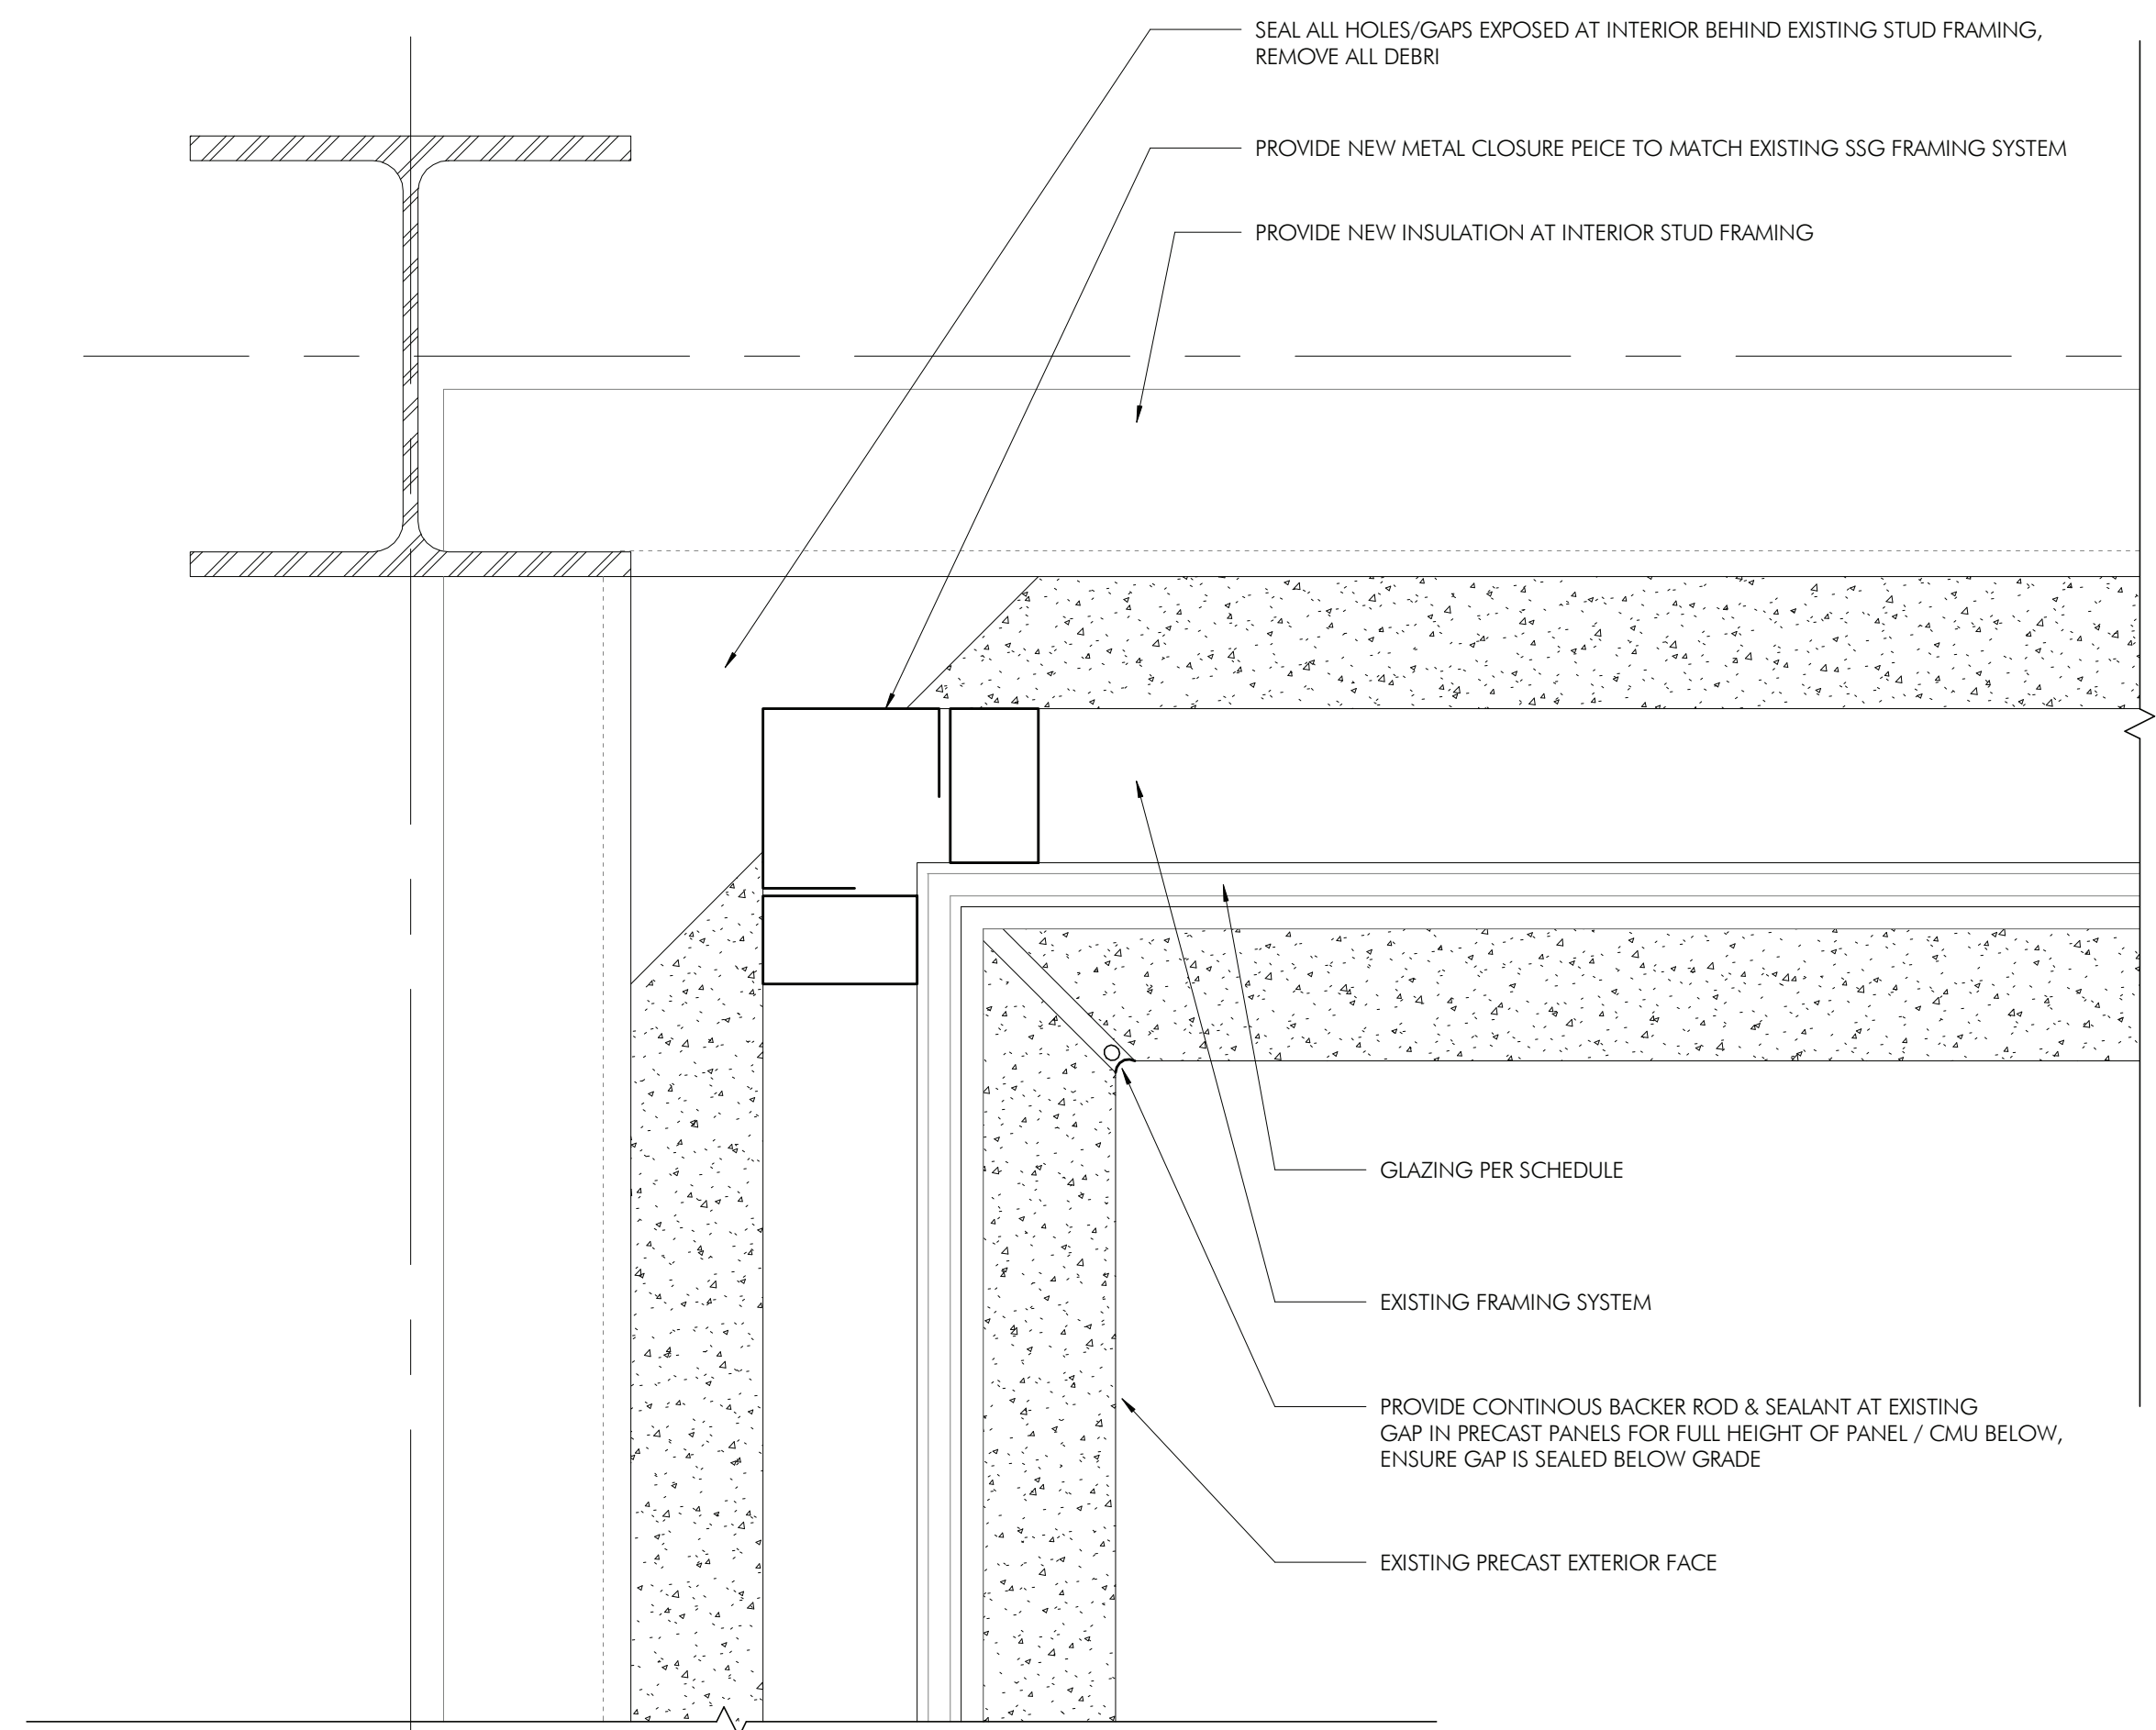 SEAL ALL HOLES/GAPS EXPOSED AT INTERIOR BEHIND EXISTING STUD FRAMING,
REMOVE ALL DEBRI
PROVIDE NEW METAL CLOSURE PEICE TO MATCH EXISTING SSG FRAMING SYSTEM
PROVIDE NEW INSULATION AT INTERIOR STUD FRAMING
GLAZING PER SCHEDULE
EXISTING FRAMING SYSTEM
PROVIDE CONTINOUS BACKER ROD & SEALANT AT EXISTING
GAP IN PRECAST PANELS FOR FULL HEIGHT OF PANEL / CMU BELOW,
ENSURE GAP IS SEALED BELOW GRADE
EXISTING PRECAST EXTERIOR FACE